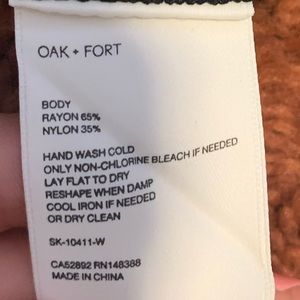 OAK + FORT
BODY
RAYON 65%
NYLON 35%
HAND WASH COLD
ONLY NON-CHLORINE BLEACH IF NEEDED
LAY FLAT TO DRY
RESHAPE WHEN DAMP
COOL IRON IF NEEDED
OR DRY CLEAN
SK-10411-W
CA52892 RN148388
MADE IN CHINA